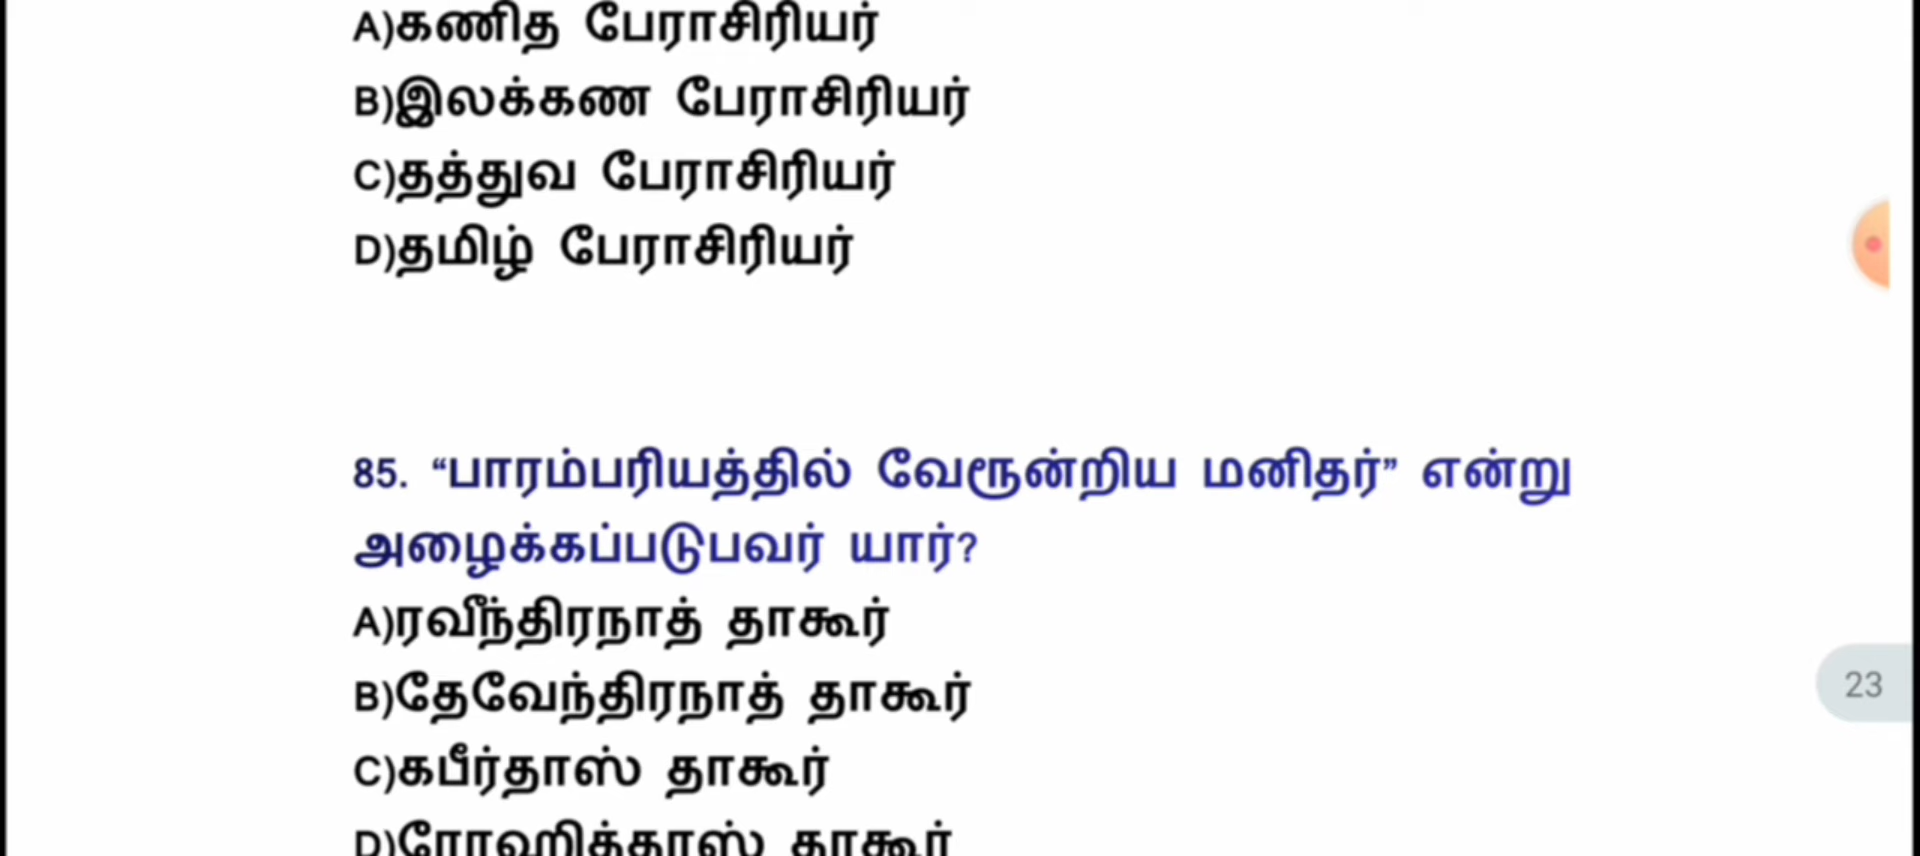 A)கணித பேராசிரியர்
B)இலக்கண பேராசிரியர்
C)தத்துவ பேராசிரியர்
D)தமிழ் பேராசிரியர்
85. “பாரம்பரியத்தில் வேரூன்றிய மனிதர்” என்று
அழைக்கப்படுபவர் யார்?
A)ரவீந்திரநாத் தாகூர்
B)தேவேந்திரநாத் தாகூர்
C)கபீர்தாஸ் தாகூர்
D) தாகூர்
23